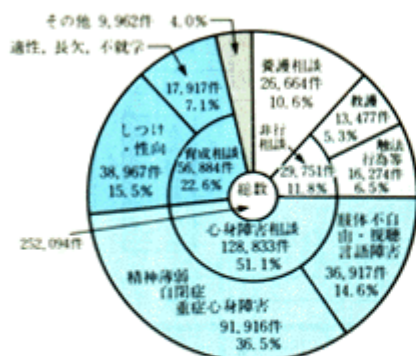 その他 9,962件 4.0%
適性,長欠,不就学
17,917件
7.1%
養護相談
26,664件
10.6%
教護
13,477件
5.3%
触法
行為等
16,274件
6.5%
非行
相談
29,751件
11.8%
しつけ
・性向
38,967件
15.5%
育成相談
56,884件
22.6%
総数
252,094件
心身障害相談
128,833件
51.1%
肢体不自
由・視聴
言語障害
36,917件
14.6%
精神薄弱
自閉症
重症心身障害
91,916件
36.5%